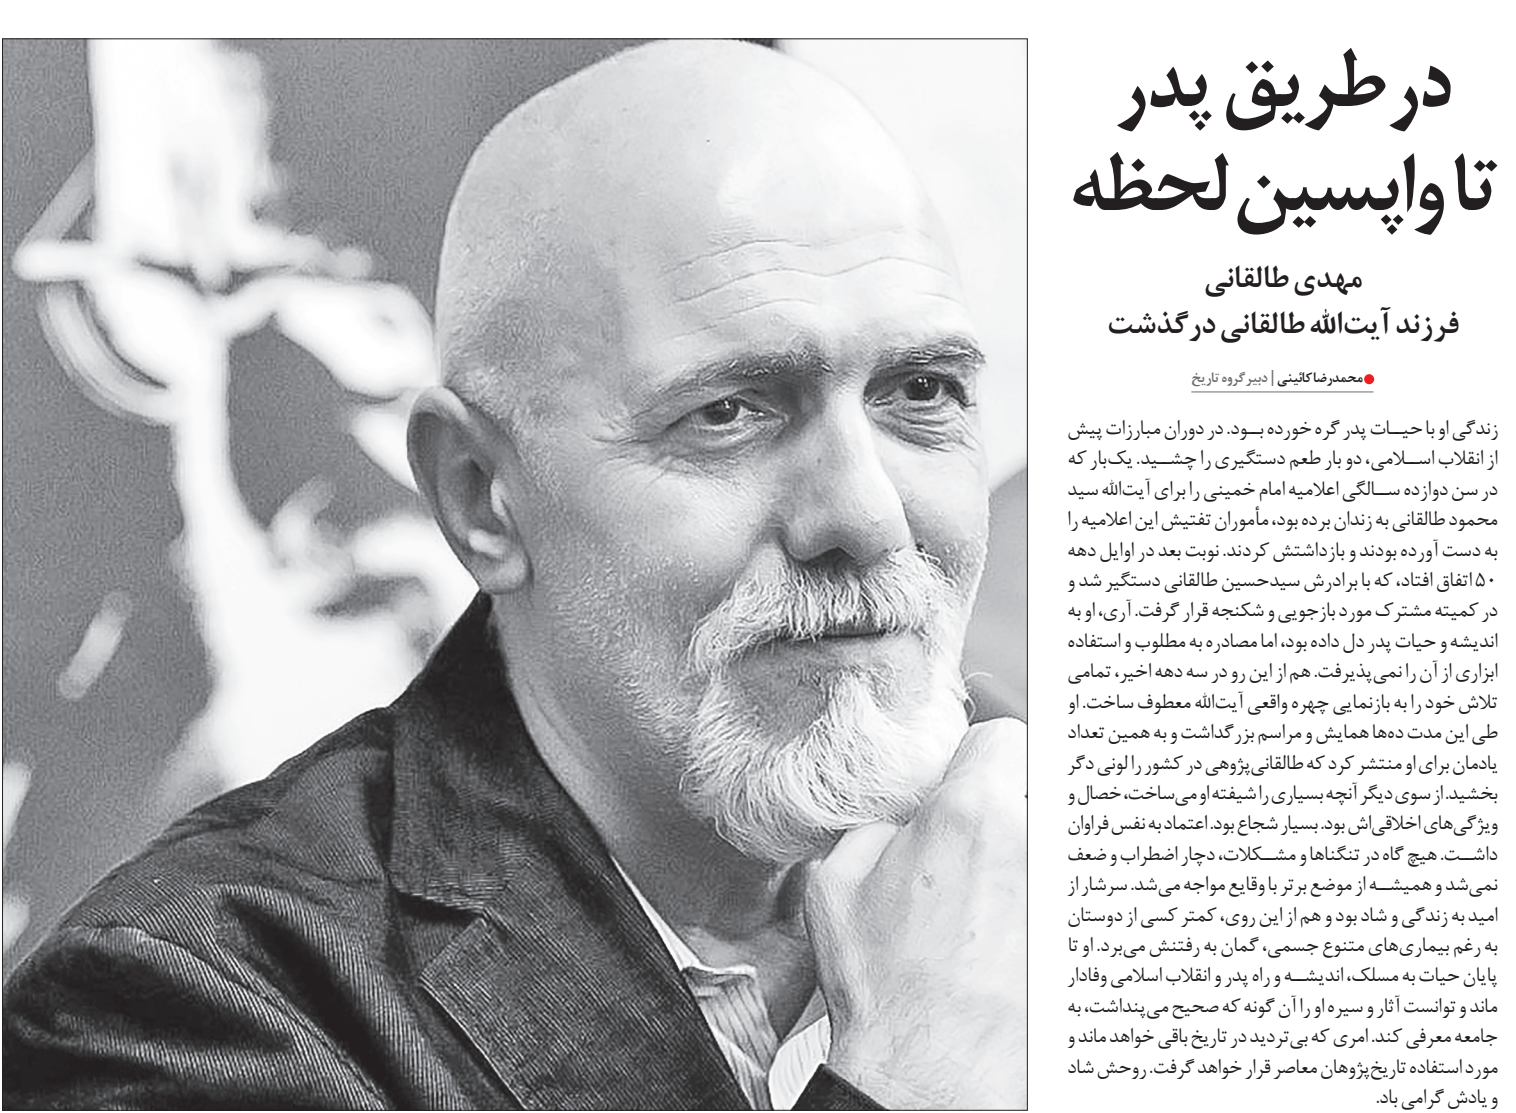 در طریق پدر
تا واپسین لحظه
مهدی طالقانی
فرزند آیت‌الله طالقانی درگذشت
●محمدرضا کائینی | دبیر گروه تاریخ
زندگی او با حیـات پدر گره خورده بـود. در دوران مبارزات پیش
از انقلاب اسـلامی، دو بار طعم دستگیری را چشـید. یک‌بار که
در سن دوازده سـالگی اعلامیه امام خمینی را برای آیت‌الله سید
محمود طالقانی به زندان برده بود، مأموران تفتیش این اعلامیه را
به دست آورده بودند و بازداشتش کردند. نوبت بعد در اوایل دهه
۵۰ اتفاق افتاد، که با برادرش سیدحسین طالقانی دستگیر شد و
در کمیته مشترک مورد بازجویی و شکنجه قرار گرفت. آری، او به
اندیشه و حیات پدر دل داده بود، اما مصادره به مطلوب و استفاده
ابزاری از آن را نمی‌پذیرفت. هم از این رو در سه دهه اخیر، تمامی
تلاش خود را به بازنمایی چهره واقعی آیت‌الله معطوف ساخت. او
طی این مدت ده‌ها همایش و مراسم بزرگداشت و به همین تعداد
یادمان برای او منتشر کرد که طالقانی‌پژوهی در کشور را لونی دگر
بخشید. از سوی دیگر آنچه بسیاری را شیفته او می‌ساخت، خصال و
ویژگی‌های اخلاقی‌اش بود. بسیار شجاع بود. اعتماد به نفس فراوان
داشـت. هیچ گاه در تنگناها و مشـکلات، دچار اضطراب و ضعف
نمی‌شد و همیشـه از موضع برتر با وقایع مواجه می‌شد. سرشار از
امید به زندگی و شاد بود و هم از این روی، کمتر کسی از دوستان
به رغم بیماری‌های متنوع جسمی، گمان به رفتنش می‌برد. او تا
پایان حیات به مسلک، اندیشـه و راه پدر و انقلاب اسلامی وفادار
ماند و توانست آثار و سیره او را آن گونه که صحیح می‌پنداشت، به
جامعه معرفی کند. امری که بی‌تردید در تاریخ باقی خواهد ماند و
مورد استفاده تاریخ‌پژوهان معاصر قرار خواهد گرفت. روحش شاد
و یادش گرامی باد.